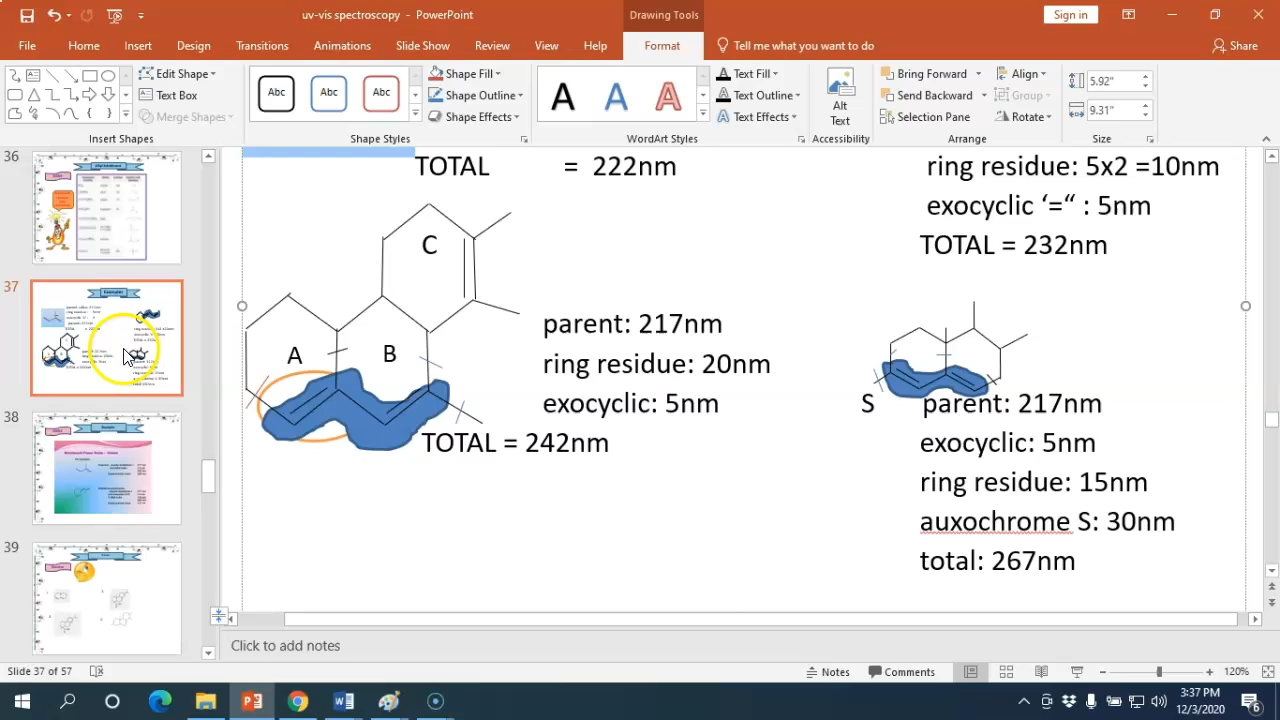 uv-vis spectroscopy - PowerPoint
Drawing Tools
Sign in
File
Home
Insert
Design
Transitions
Animations
Slide Show
Review
View
Help
Format
Tell me what you want to do
Share
Edit Shape
Text Box
Merge Shapes
Insert Shapes
Abc
Abc
Abc
Shape Fill
Shape Outline
Shape Effects
Shape Styles
A
A
A
Text Fill
Text Outline
Text Effects
WordArt Styles
Alt
Text
Accessibility
Bring Forward
Send Backward
Selection Pane
Align
Group
Rotate
Arrange
5.92"
9.31"
Size
36
37
38
39
TOTAL = 222nm
ring residue: 5x2 =10nm
exocyclic ‘=“ : 5nm
TOTAL = 232nm
C
A
B
parent: 217nm
ring residue: 20nm
exocyclic: 5nm
TOTAL = 242nm
S parent: 217nm
exocyclic: 5nm
ring residue: 15nm
auxochrome S: 30nm
total: 267nm
Click to add notes
Slide 37 of 57
Notes
Comments
120%
3:37 PM
12/3/2020
6